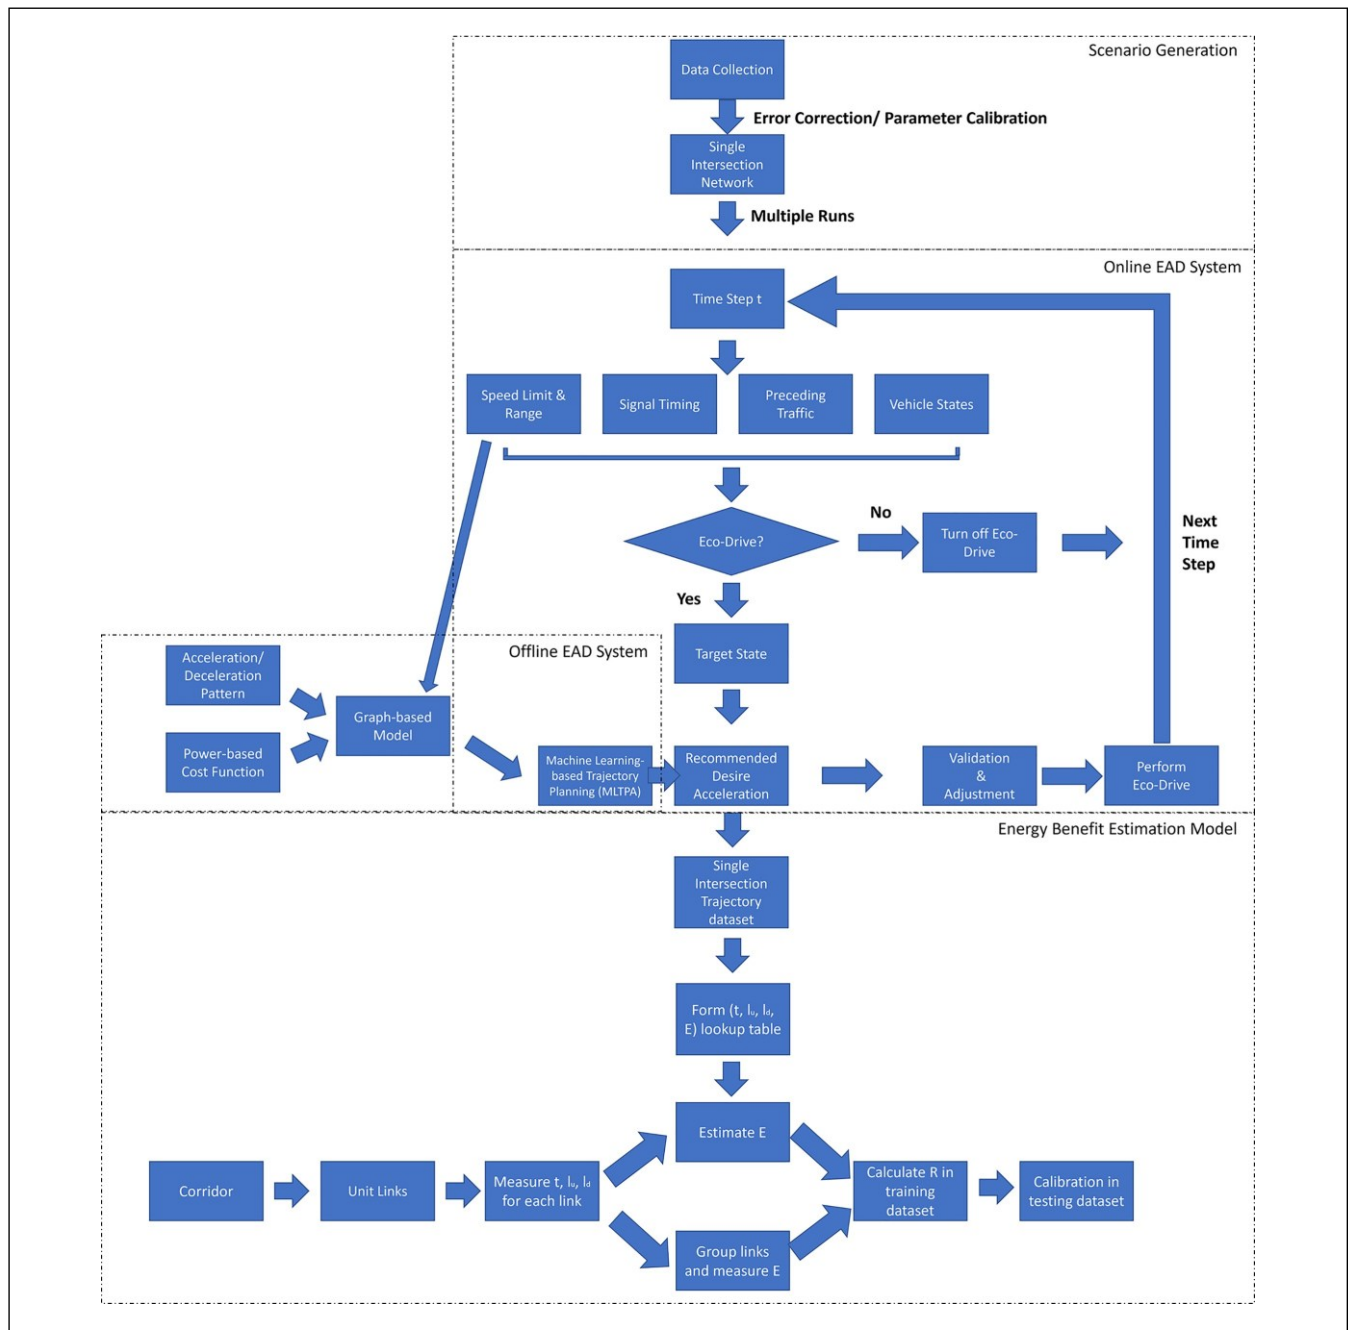 Scenario Generation
Data Collection
Error Correction/ Parameter Calibration
Single
Intersection
Network
Multiple Runs
Online EAD System
Time Step t
Speed Limit &
Range
Signal Timing
Preceding
Traffic
Vehicle States
Eco-Drive?
No
Turn off Eco-
Drive
Next
Time
Step
Yes
Target State
Offline EAD System
Acceleration/
Deceleration
Pattern
Graph-based
Model
Power-based
Cost Function
Machine Learning-
based Trajectory
Planning (MLTPA)
Recommended
Desire
Acceleration
Validation
&
Adjustment
Perform
Eco-Drive
Energy Benefit Estimation Model
Single
Intersection
Trajectory
dataset
Form (t, lᵤ, l_d,
E) lookup table
Estimate E
Corridor
Unit Links
Measure t, lᵤ, l_d
for each link
Group links
and measure E
Calculate R in
training
dataset
Calibration in
testing dataset